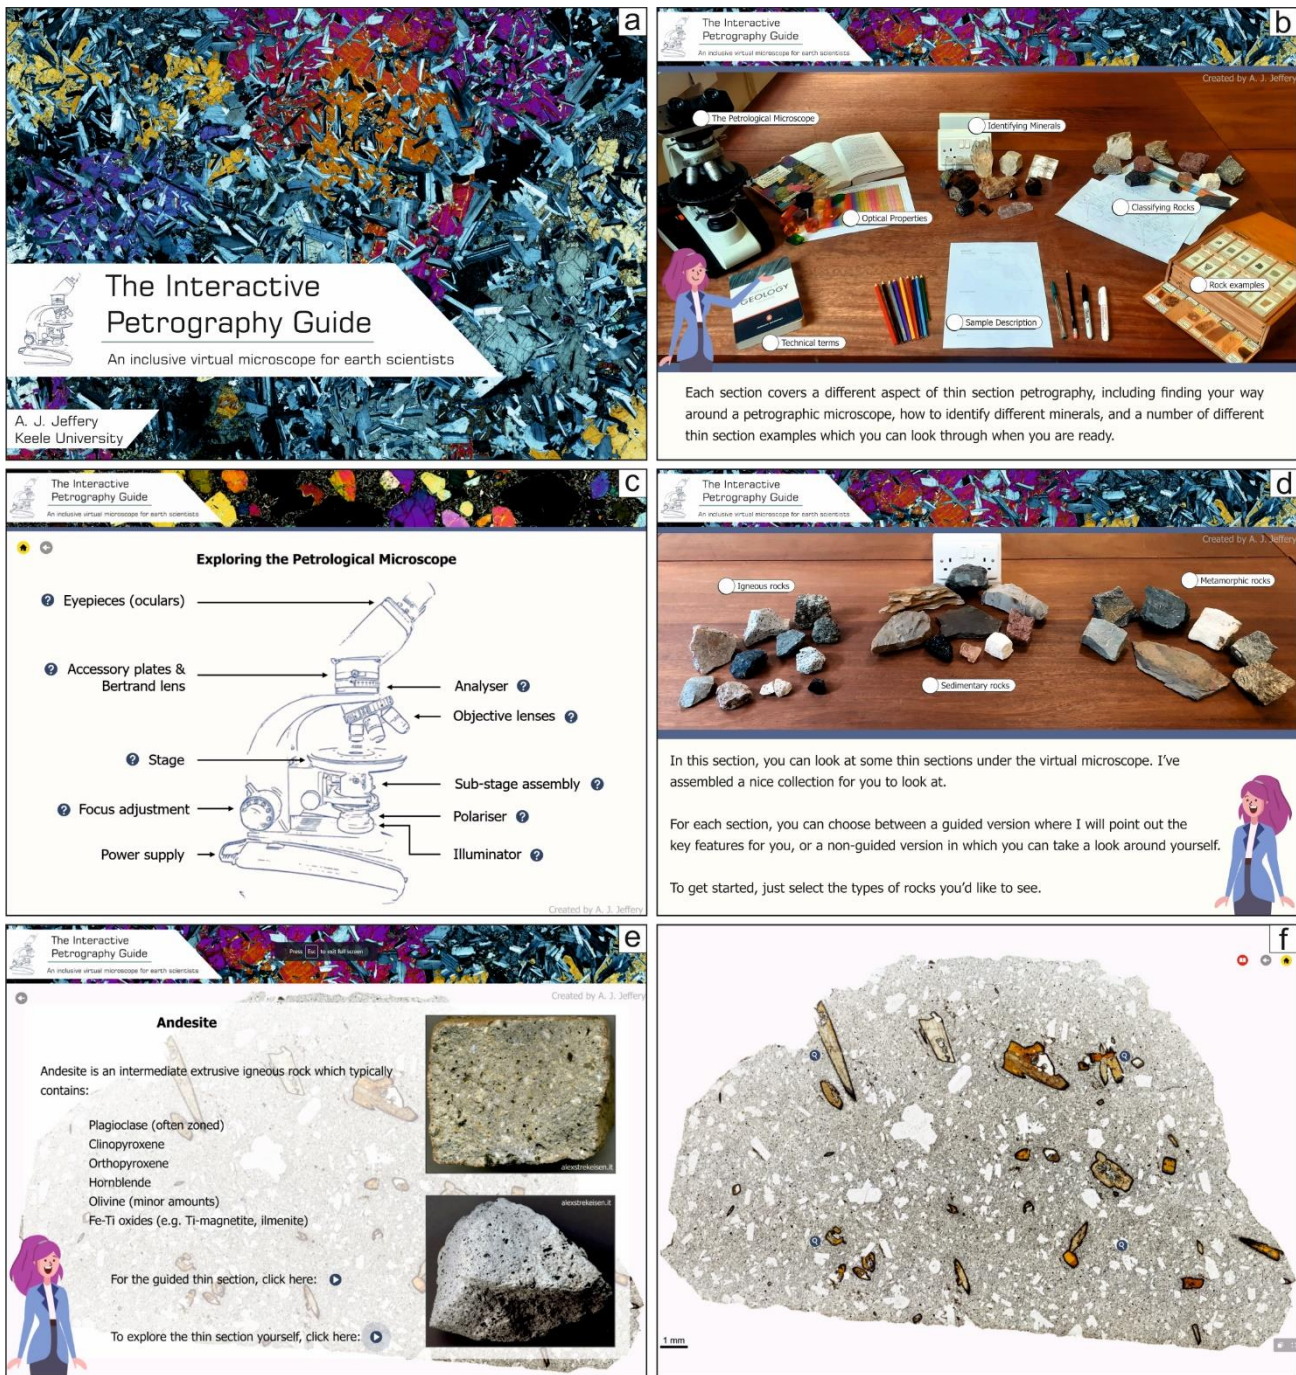 a
The Interactive
Petrography Guide
An inclusive virtual microscope for earth scientists
A. J. Jeffery
Keele University
b
The Interactive
Petrography Guide
An inclusive virtual microscope for earth scientists
Created by A. J. Jeffery
The Petrological Microscope
Identifying Minerals
Optical Properties
Classifying Rocks
GEOLOGY
Rock examples
Sample Description
Technical terms
Each section covers a different aspect of thin section petrography, including finding your way
around a petrographic microscope, how to identify different minerals, and a number of different
thin section examples which you can look through when you are ready.
c
The Interactive
Petrography Guide
An inclusive virtual microscope for earth scientists
Exploring the Petrological Microscope
? Eyepieces (oculars)
? Accessory plates &
Bertrand lens
Analyser ?
Objective lenses ?
? Stage
Sub-stage assembly ?
? Focus adjustment
Polariser ?
Power supply
Illuminator ?
Created by A. J. Jeffery
d
The Interactive
Petrography Guide
An inclusive virtual microscope for earth scientists
Created by A. J. Jeffery
Igneous rocks
Metamorphic rocks
Sedimentary rocks
In this section, you can look at some thin sections under the virtual microscope. I've
assembled a nice collection for you to look at.
For each section, you can choose between a guided version where I will point out the
key features for you, or a non-guided version in which you can take a look around yourself.
To get started, just select the types of rocks you'd like to see.
e
The Interactive
Petrography Guide
An inclusive virtual microscope for earth scientists
Press Esc to exit full screen
Created by A. J. Jeffery
Andesite
Andesite is an intermediate extrusive igneous rock which typically
contains:
Plagioclase (often zoned)
Clinopyroxene
Orthopyroxene
Hornblende
Olivine (minor amounts)
Fe-Ti oxides (e.g. Ti-magnetite, ilmenite)
alexstrekeisen.it
alexstrekeisen.it
For the guided thin section, click here:
To explore the thin section yourself, click here:
f
1 mm